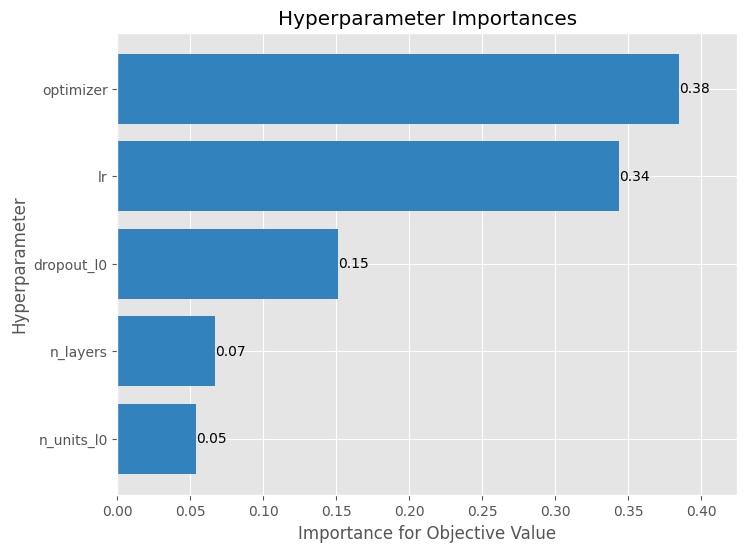 Hyperparameter Importances
Hyperparameter
optimizer
0.38
lr
0.34
dropout_l0
0.15
n_layers
0.07
n_units_l0
0.05
0.00 0.05 0.10 0.15 0.20 0.25 0.30 0.35 0.40
Importance for Objective Value